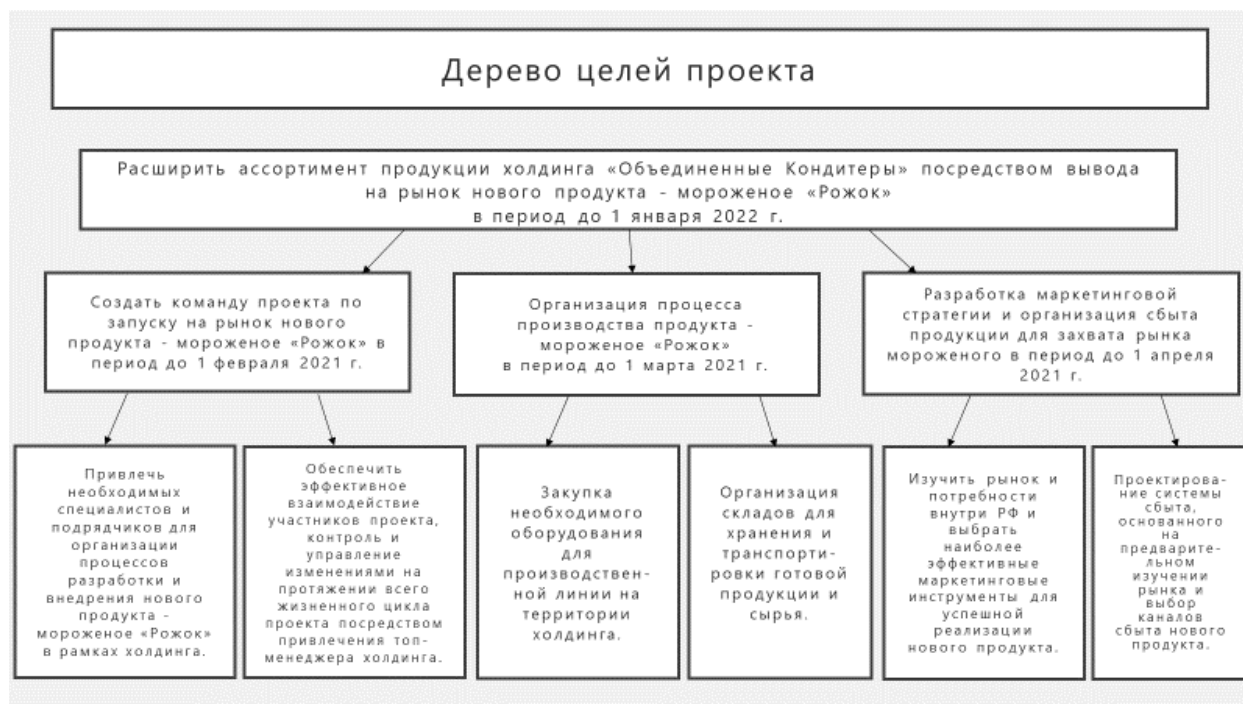 Дерево целей проекта
Расширить ассортимент продукции холдинга «Объединенные Кондитеры» посредством вывода
на рынок нового продукта - мороженое «Рожок»
в период до 1 января 2022 г.
Создать команду проекта по
запуску на рынок нового
продукта - мороженое «Рожок» в
период до 1 февраля 2021 г.
Организация процесса
производства продукта -
мороженое «Рожок»
в период до 1 марта 2021 г.
Разработка маркетинговой
стратегии и организация сбыта
продукции для захвата рынка
мороженого в период до 1 апреля
2021 г.
Привлечь
необходимых
специалистов и
подрядчиков для
организации
процессов
разработки и
внедрения нового
продукта -
мороженое «Рожок»
в рамках холдинга.
Обеспечить
эффективное
взаимодействие
участников проекта,
контроль и
управление
изменениями на
протяжении всего
жизненного цикла
проекта посредством
привлечения топ-
менеджера холдинга.
Закупка
необходимого
оборудования
для
производствен-
ной линии на
территории
холдинга.
Организация
складов для
хранения и
транспорти-
ровки готовой
продукции и
сырья.
Изучить рынок и
потребности
внутри РФ и
выбрать
наиболее
эффективные
маркетинговые
инструменты для
успешной
реализации
нового продукта.
Проектирова-
ние системы
сбыта,
основанного
на
предварите-
льном
изучении
рынка и
выбор
каналов
сбыта нового
продукта.